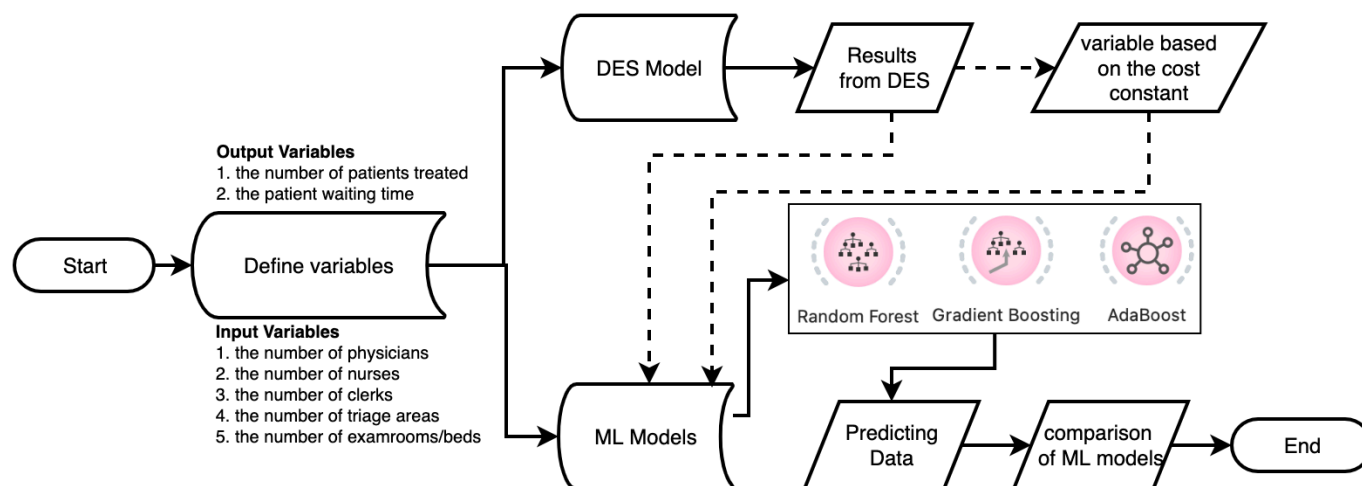 DES Model
Results
from DES
variable based
on the cost
constant
Output Variables
1. the number of patients treated
2. the patient waiting time
Start
Define variables
Input Variables
1. the number of physicians
2. the number of nurses
3. the number of clerks
4. the number of triage areas
5. the number of examrooms/beds
Random Forest
Gradient Boosting
AdaBoost
ML Models
Predicting
Data
comparison
of ML models
End